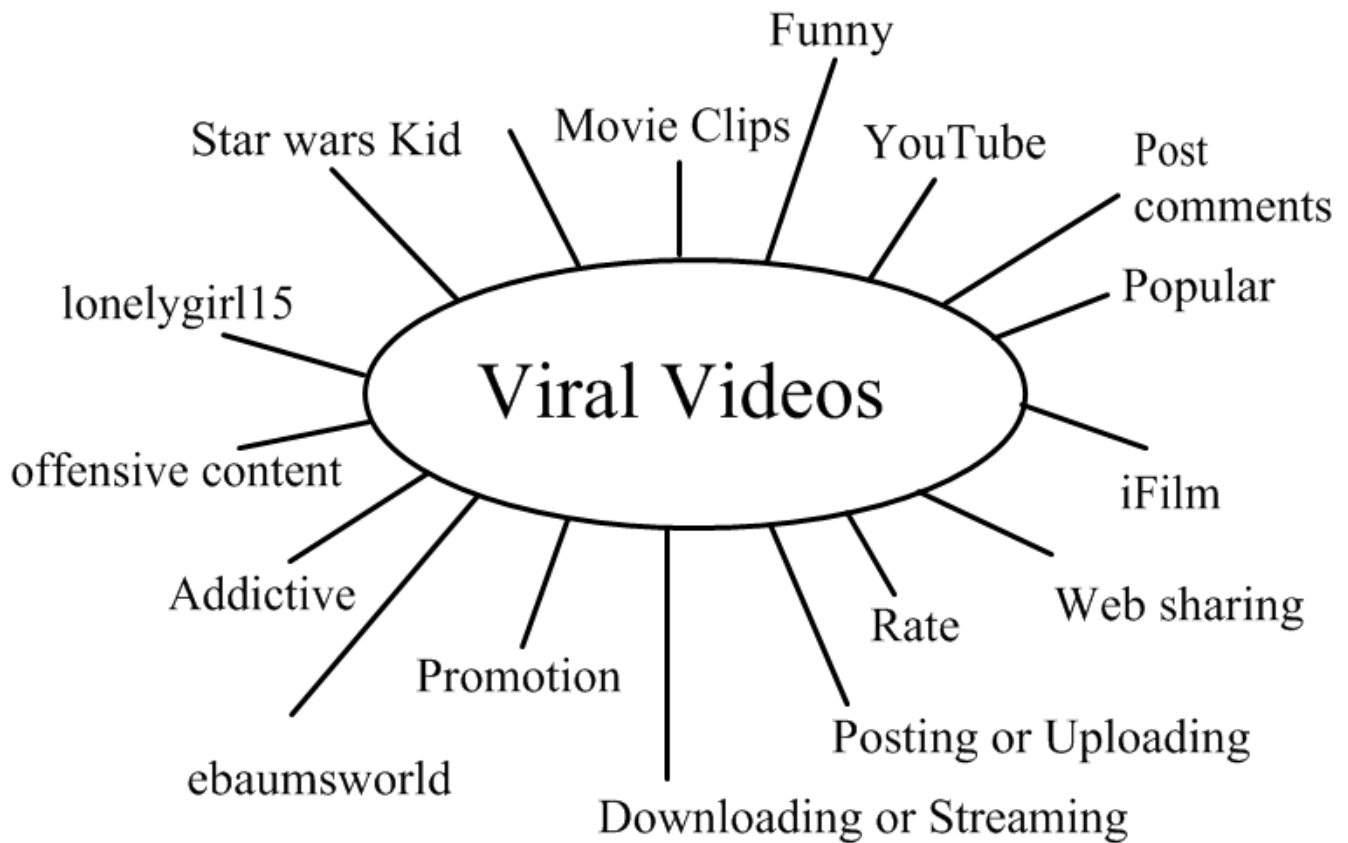 Funny
Movie Clips
Star wars Kid
YouTube
Post
comments
lonelygirl15
Popular
Viral Videos
offensive content
iFilm
Addictive
Web sharing
Rate
Promotion
Posting or Uploading
ebaumsworld
Downloading or Streaming